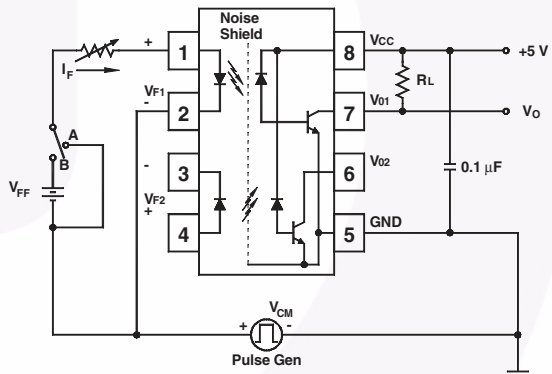 Noise
Shield
+
1
8
VCC
+5 V
IF
RL
VF1
-
2
7
V01
VO
A
B
-
3
6
V02
0.1 µF
VFF
VF2
+
4
5
GND
VCM
+
-
Pulse Gen